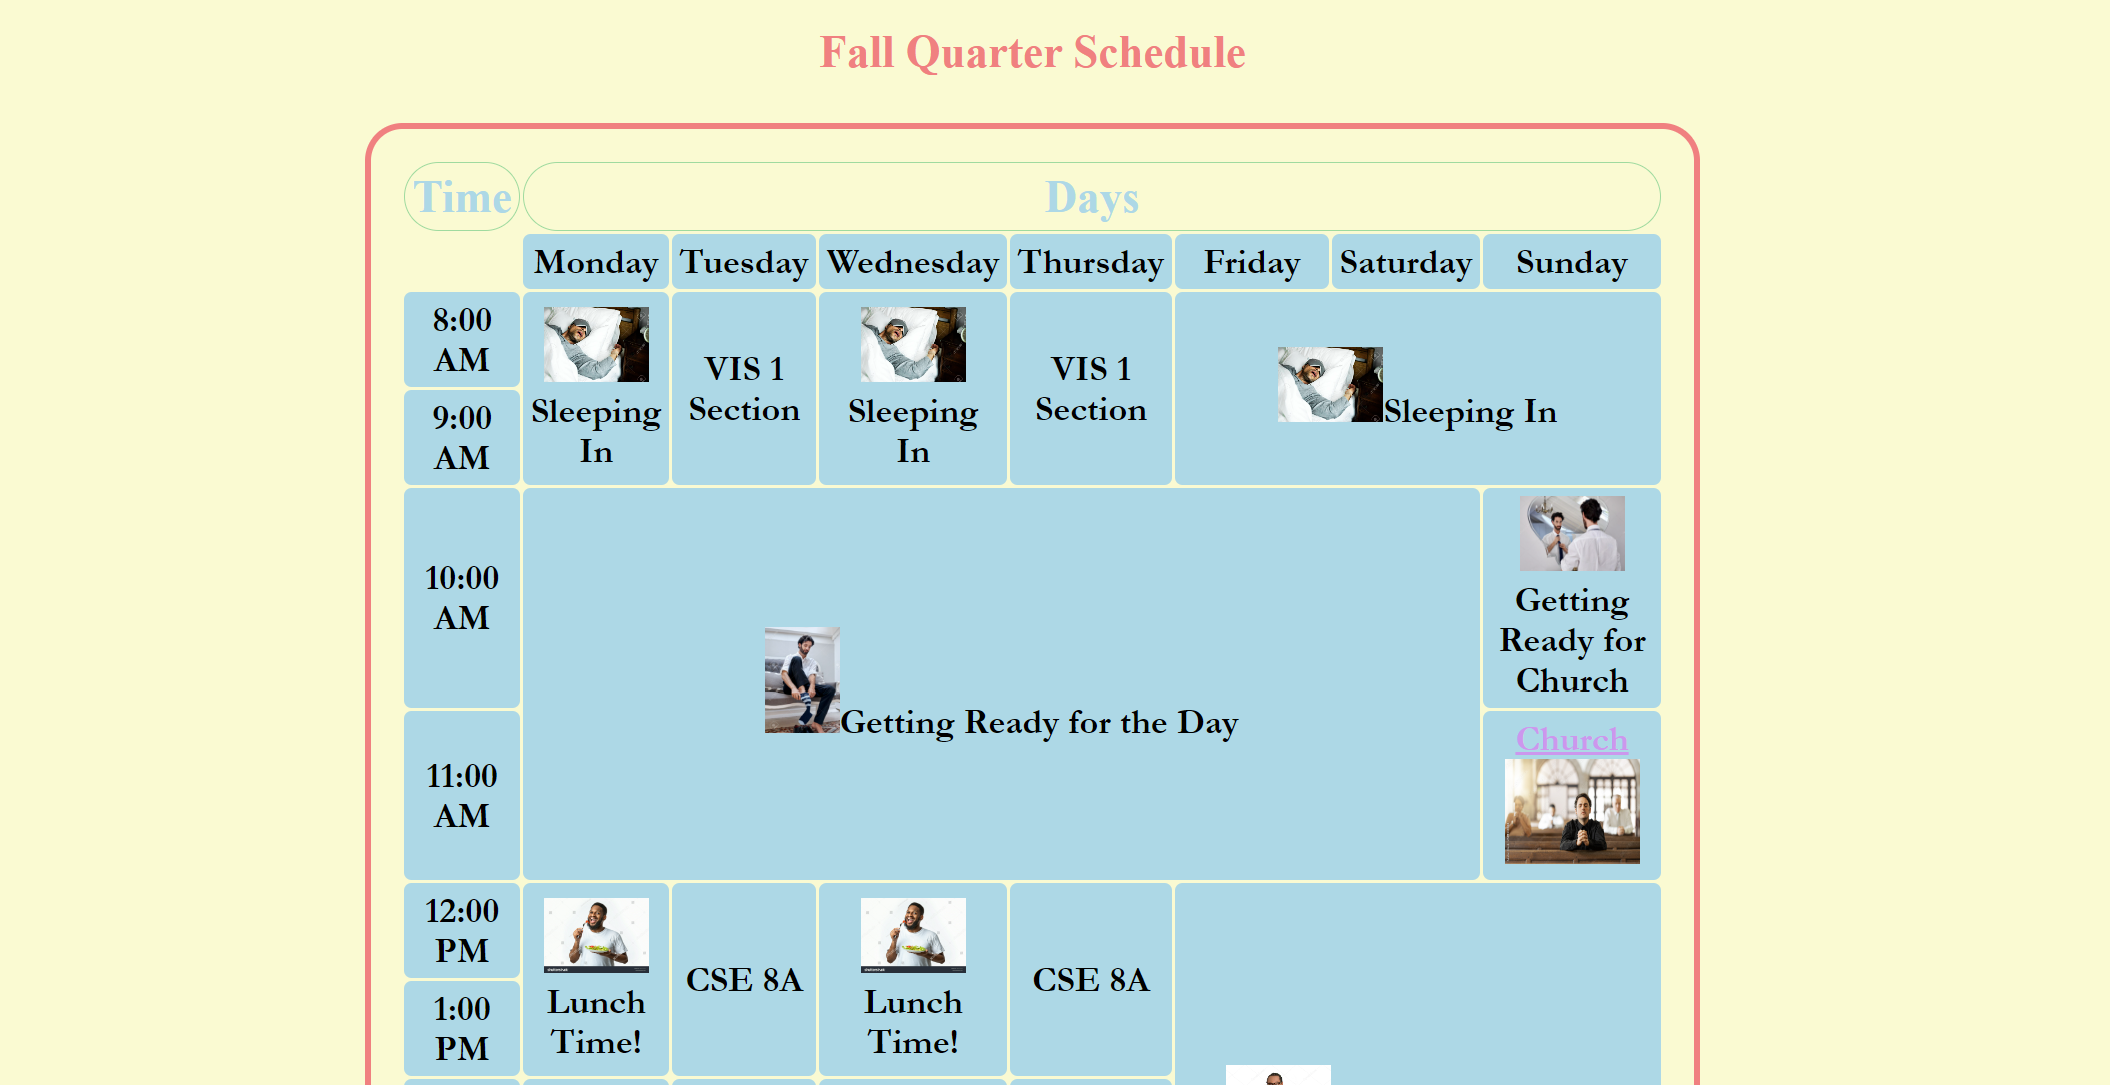 Fall Quarter Schedule
Time
Days
Monday
Tuesday
Wednesday
Thursday
Friday
Saturday
Sunday
8:00
AM
Sleeping
In
VIS 1
Section
Sleeping
In
VIS 1
Section
Sleeping In
9:00
AM
10:00
AM
Getting Ready for the Day
Getting
Ready for
Church
11:00
AM
Church
12:00
PM
Lunch
Time!
CSE 8A
Lunch
Time!
CSE 8A
1:00
PM